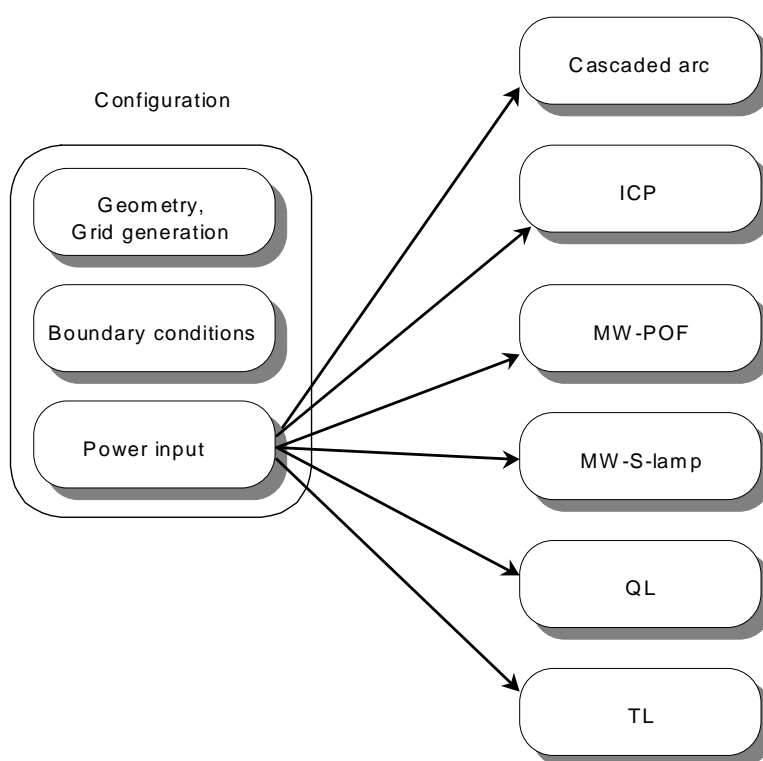 Configuration
Geometry,
Grid generation
Boundary conditions
Power input
Cascaded arc
ICP
MW-POF
MW-S-lamp
QL
TL